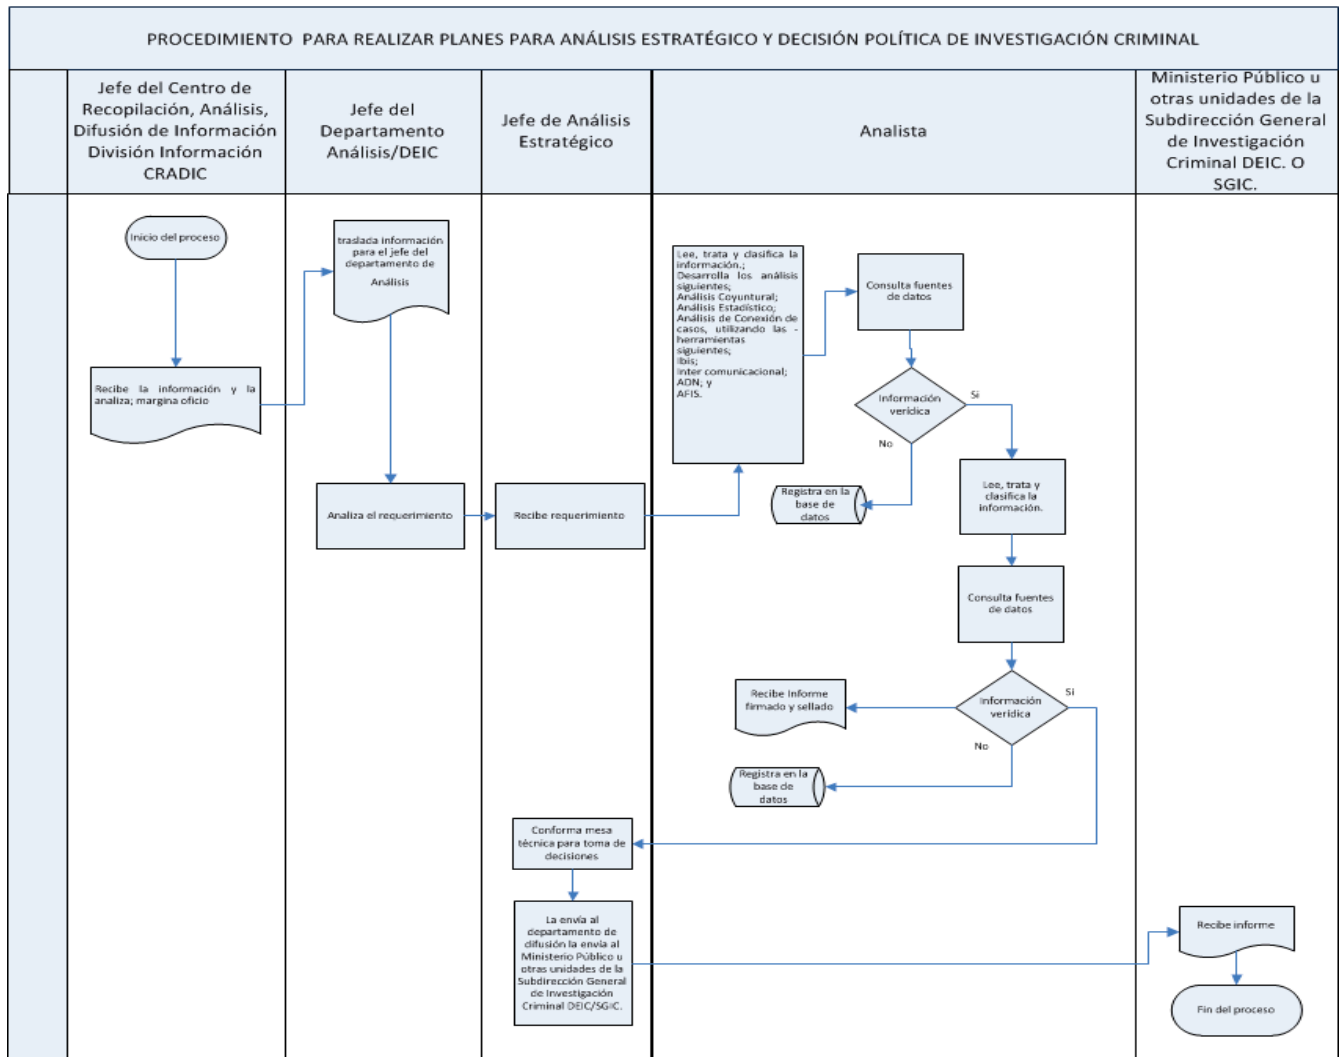 PROCEDIMIENTO PARA REALIZAR PLANES PARA ANÁLISIS ESTRATÉGICO Y DECISIÓN POLÍTICA DE INVESTIGACIÓN CRIMINAL
Jefe del Centro de
Recopilación, Análisis,
Difusión de Información
División Información
CRADIC
Jefe del
Departamento
Análisis/DEIC
Jefe de Análisis
Estratégico
Analista
Ministerio Público u
otras unidades de la
Subdirección General
de Investigación
Criminal DEIC. O
SGIC.
Inicio del proceso
Recibe la información y la
analiza; margina oficio
traslada información
para el jefe del
departamento de
Análisis
Analiza el requerimiento
Recibe requerimiento
Lee, trata y clasifica la
información.;
Desarrolla los análisis
siguientes;
Análisis Coyuntural;
Análisis Estadístico;
Análisis de Conexión de
casos, utilizando las -
herramientas
siguientes;
Ibis;
Inter comunicacional;
ADN; y
AFIS.
Consulta fuentes
de datos
Información
verídica
Si
No
Registra en la
base de
datos
Lee, trata y
clasifica la
información.
Consulta fuentes
de datos
Información
verídica
Si
No
Recibe Informe
firmado y sellado
Registra en la
base de
datos
Conforma mesa
técnica para toma de
decisiones
La envía al
departamento de
difusión la envía al
Ministerio Público u
otras unidades de la
Subdirección General
de Investigación
Criminal DEIC/SGIC.
Recibe informe
Fin del proceso